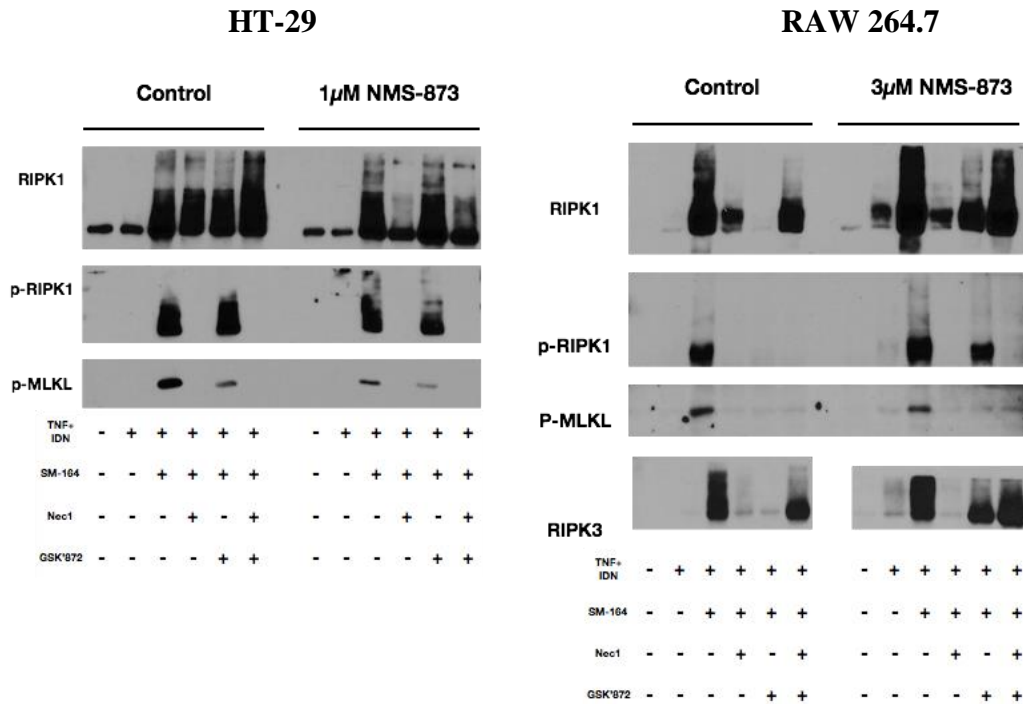 HT-29
Control 1µM NMS-873
RIPK1
p-RIPK1
p-MLKL
TNF+
IDN - + + + + + - + + + + +
SM-164 - - + + + + - - + + + +
Nec1 - - - + - + - - - + - +
GSK'872 - - - - + + - - - - + +
RAW 264.7
Control 3µM NMS-873
RIPK1
p-RIPK1
P-MLKL
RIPK3
TNF+
IDN - + + + + + - + + + + +
SM-164 - - + + + + - - + + + +
Nec1 - - - + - + - - - + - +
GSK'872 - - - - + + - - - - + +